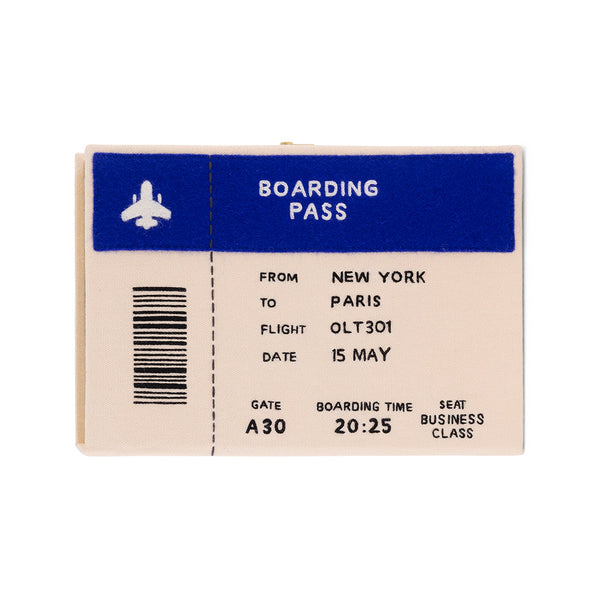 BOARDING
PASS
FROM NEW YORK
TO PARIS
FLIGHT OLT301
DATE 15 MAY
GATE BOARDING TIME SEAT
A30 20:25 BUSINESS
CLASS